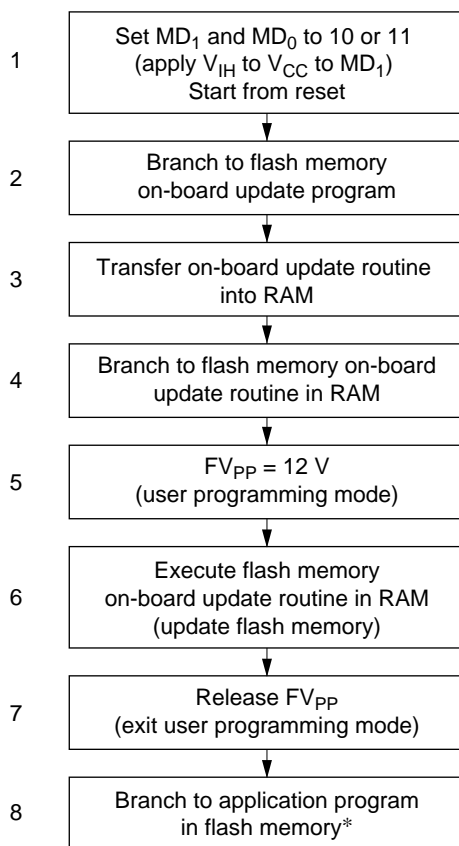 1
Set MD₁ and MD₀ to 10 or 11
(apply V_IH to V_CC to MD₁)
Start from reset
2
Branch to flash memory
on-board update program
3
Transfer on-board update routine
into RAM
4
Branch to flash memory on-board
update routine in RAM
5
FV_PP = 12 V
(user programming mode)
6
Execute flash memory
on-board update routine in RAM
(update flash memory)
7
Release FV_PP
(exit user programming mode)
8
Branch to application program
in flash memory*